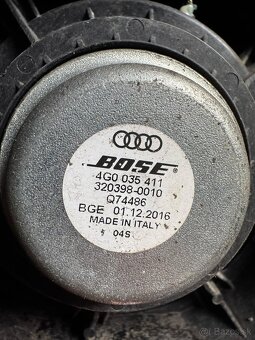 BOSE
4G0 035 411
320398-0010
Q74486
BGE 01.12.2016
MADE IN ITALY
04S